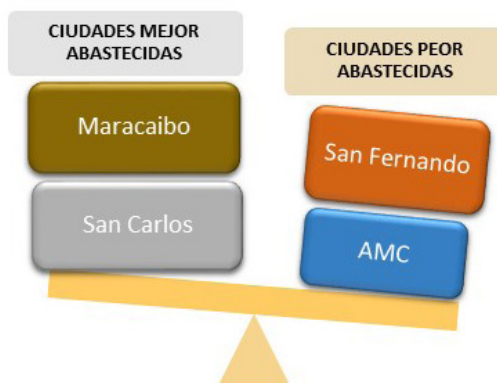 CIUDADES MEJOR
ABASTECIDAS
Maracaibo
San Carlos
CIUDADES PEOR
ABASTECIDAS
San Fernando
AMC